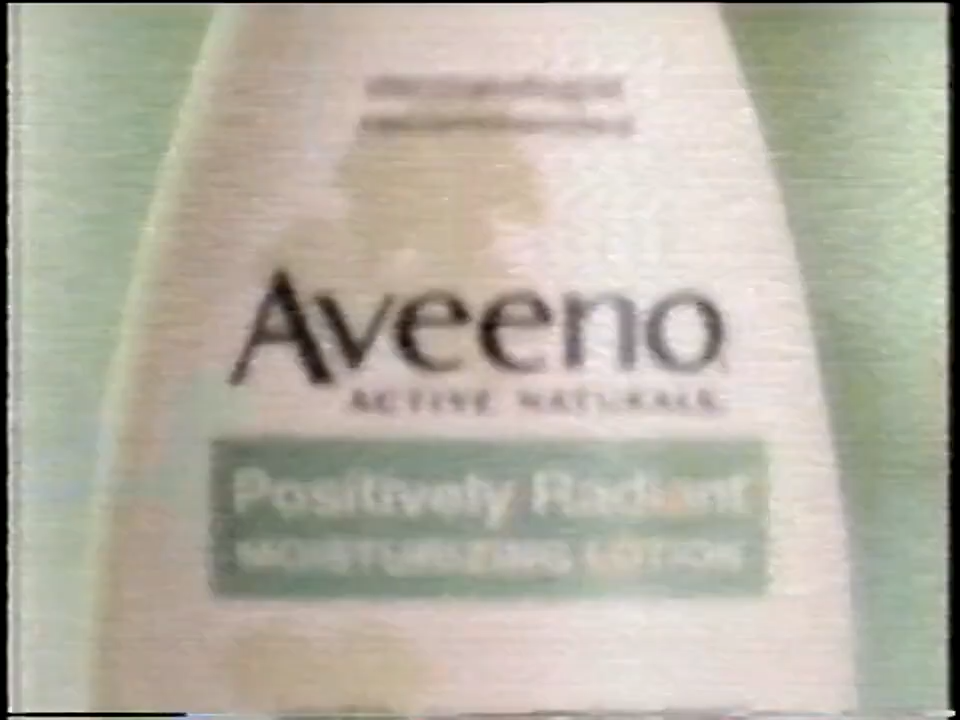 Aveeno
ACTIVE NATURALS
Positively Radiant
MOISTURIZING LOTION